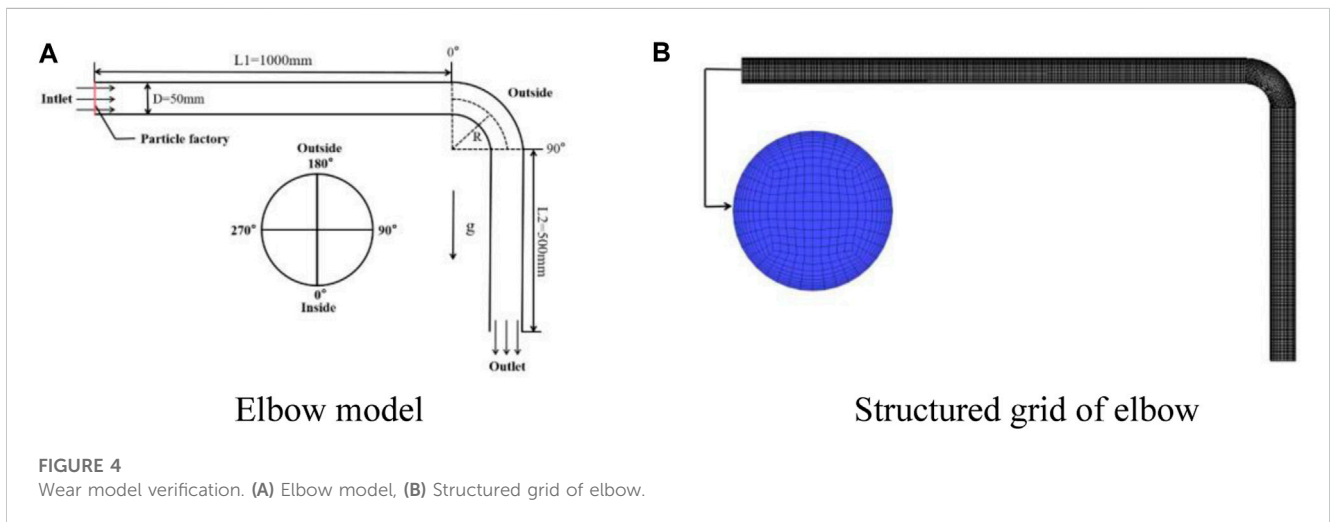 A
L1=1000mm
0°
Intlet
D=50mm
Outside
Particle factory
R
90°
Outside
180°
270°
90°
0°
Inside
g
L2=500mm
Outlet
Elbow model
B
Structured grid of elbow
FIGURE 4
Wear model verification. (A) Elbow model, (B) Structured grid of elbow.